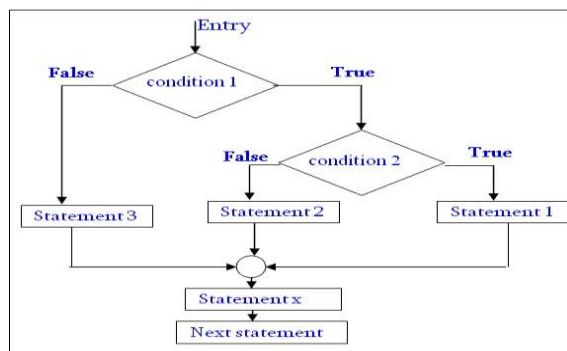 Entry
False
condition 1
True
False
condition 2
True
Statement 3
Statement 2
Statement 1
Statement x
Next statement